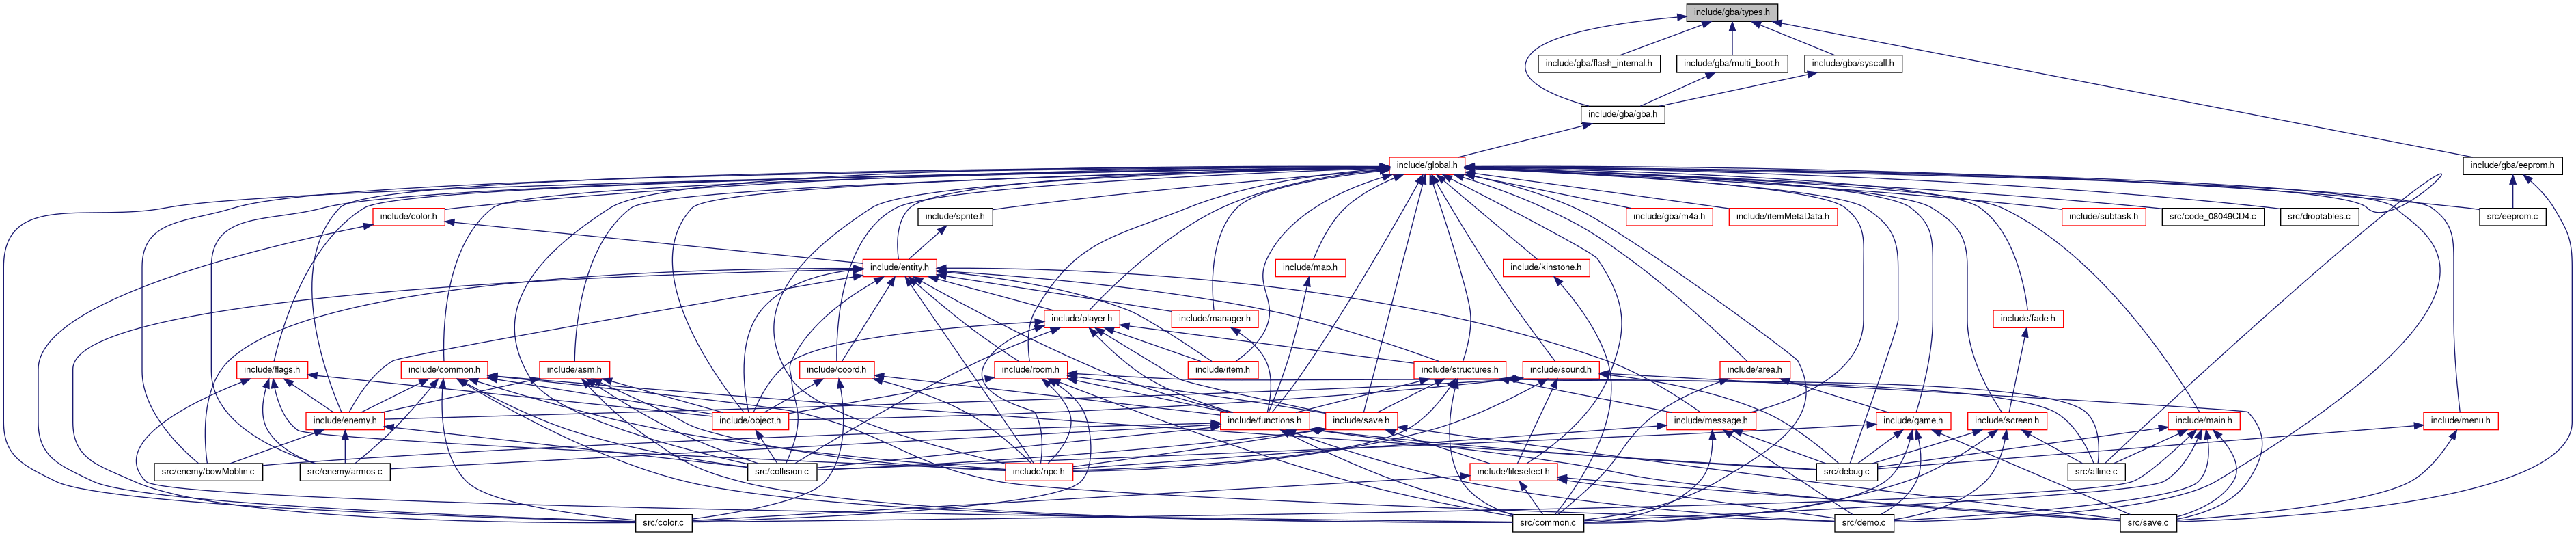 include/gba/types.h
include/gba/flash_internal.h
include/gba/multi_boot.h
include/gba/syscall.h
include/gba/gba.h
include/global.h
include/gba/eeprom.h
include/color.h
include/sprite.h
include/gba/m4a.h
include/itemMetaData.h
include/subtask.h
src/code_08049CD4.c
src/droptables.c
src/eeprom.c
include/entity.h
include/map.h
include/kinstone.h
include/player.h
include/manager.h
include/fade.h
include/flags.h
include/common.h
include/asm.h
include/coord.h
include/room.h
include/item.h
include/structures.h
include/sound.h
include/area.h
include/enemy.h
include/object.h
include/functions.h
include/save.h
include/message.h
include/game.h
include/screen.h
include/main.h
include/menu.h
src/enemy/bowMoblin.c
src/enemy/armos.c
src/collision.c
include/npc.h
include/fileselect.h
src/debug.c
src/affine.c
src/color.c
src/common.c
src/demo.c
src/save.c